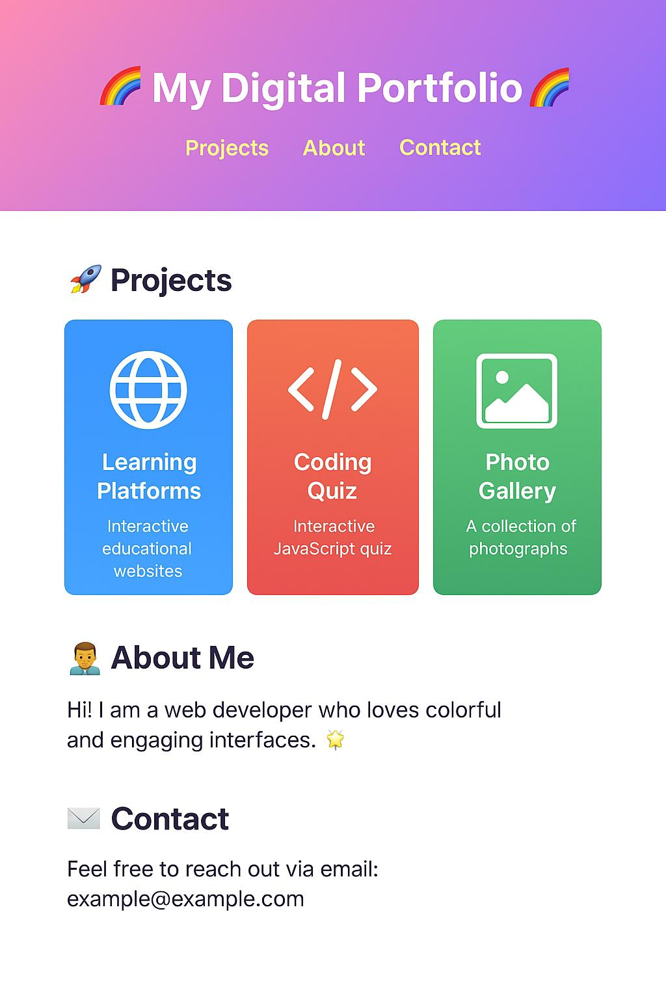 🌈 My Digital Portfolio 🌈
Projects About Contact
🚀 Projects
Learning
Platforms
Interactive
educational
websites
</>
Coding
Quiz
Interactive
JavaScript quiz
Photo
Gallery
A collection of
photographs
👨‍💼 About Me
Hi! I am a web developer who loves colorful
and engaging interfaces. 🌟
✉️ Contact
Feel free to reach out via email:
example@example.com